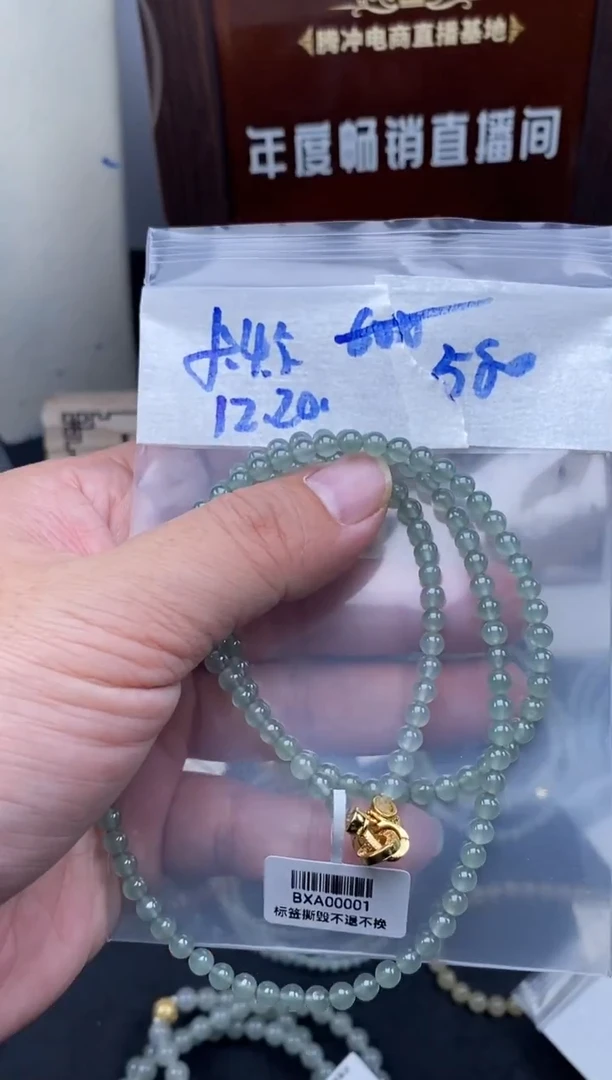 腾冲电商直播基地
年度畅销直播间
580
12.20.
BXA00001
标签撕毁不退不换